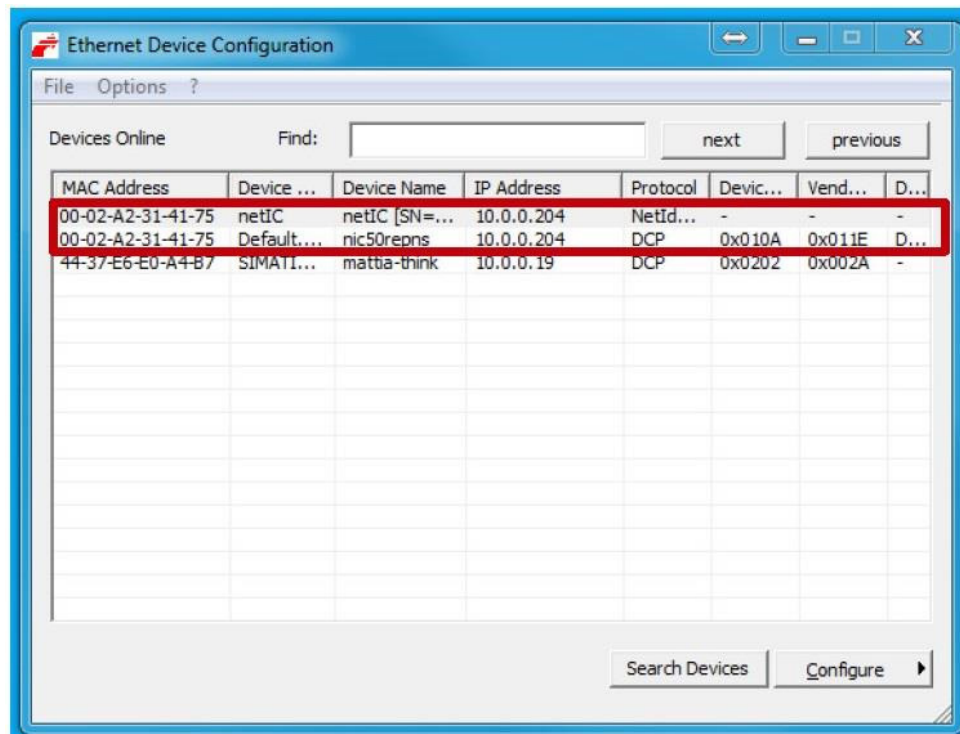 Ethernet Device Configuration
File Options ?
Devices Online Find: next previous
MAC Address Device ... Device Name IP Address Protocol Devic... Vend... D...
00-02-A2-31-41-75 netIC netIC [SN=... 10.0.0.204 NetId... - - -
00-02-A2-31-41-75 Default.... nic50repns 10.0.0.204 DCP 0x010A 0x011E D...
44-37-E6-E0-A4-B7 SIMATI... mattia-think 10.0.0.19 DCP 0x0202 0x002A -
Search Devices Configure